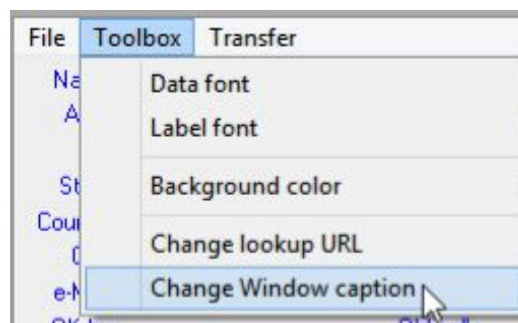 File Toolbox Transfer
Data font
Label font
Background color
Change lookup URL
Change Window caption